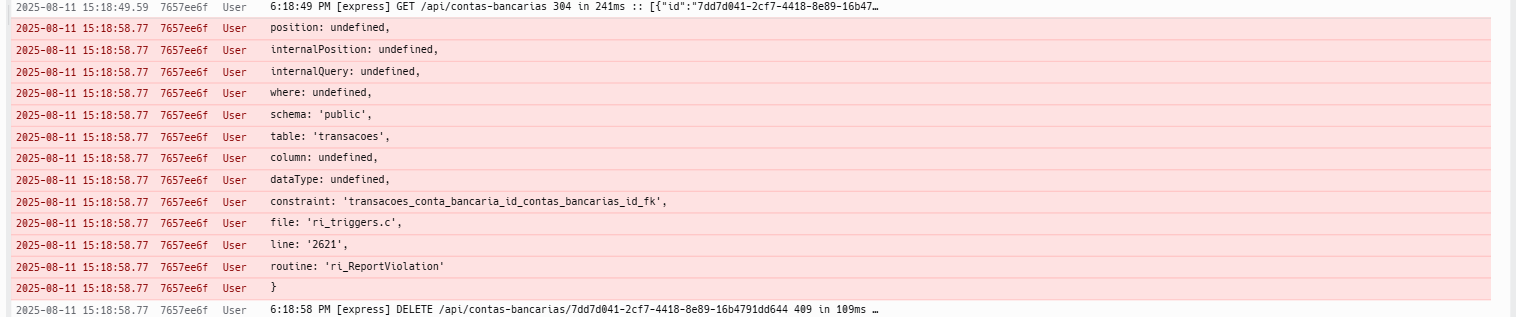 2025-08-11 15:18:49.59 7657ee6f User 6:18:49 PM [express] GET /api/contas-bancarias 304 in 241ms :: [{"id":"7dd7d041-2cf7-4418-8e89-16b47…
2025-08-11 15:18:58.77 7657ee6f User position: undefined,
2025-08-11 15:18:58.77 7657ee6f User internalPosition: undefined,
2025-08-11 15:18:58.77 7657ee6f User internalQuery: undefined,
2025-08-11 15:18:58.77 7657ee6f User where: undefined,
2025-08-11 15:18:58.77 7657ee6f User schema: 'public',
2025-08-11 15:18:58.77 7657ee6f User table: 'transacoes',
2025-08-11 15:18:58.77 7657ee6f User column: undefined,
2025-08-11 15:18:58.77 7657ee6f User dataType: undefined,
2025-08-11 15:18:58.77 7657ee6f User constraint: 'transacoes_conta_bancaria_id_contas_bancarias_id_fk',
2025-08-11 15:18:58.77 7657ee6f User file: 'ri_triggers.c',
2025-08-11 15:18:58.77 7657ee6f User line: '2621',
2025-08-11 15:18:58.77 7657ee6f User routine: 'ri_ReportViolation'
2025-08-11 15:18:58.77 7657ee6f User }
2025-08-11 15:18:58.77 7657ee6f User 6:18:58 PM [express] DELETE /api/contas-bancarias/7dd7d041-2cf7-4418-8e89-16b4791dd644 409 in 109ms …